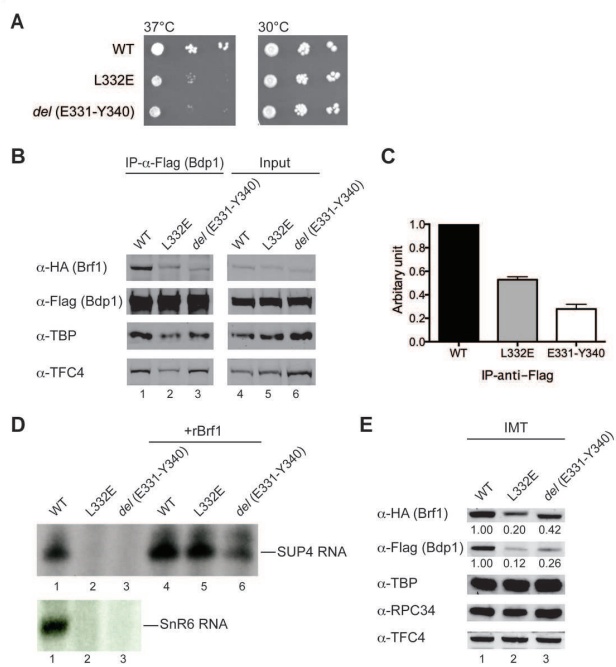 A
37°C
30°C
WT
L332E
del (E331-Y340)
B
IP-α-Flag (Bdp1)
Input
WT
L332E
del (E331-Y340)
WT
L332E
del (E331-Y340)
α-HA (Brf1)
α-Flag (Bdp1)
α-TBP
α-TFC4
1 2 3 4 5 6
C
Arbitary unit
1.0
0.8
0.6
0.4
0.2
0.0
WT L332E E331-Y340
IP-anti-Flag
D
+rBrf1
WT
L332E
del (E331-Y340)
WT
L332E
del (E331-Y340)
SUP4 RNA
1 2 3 4 5 6
SnR6 RNA
1 2 3
E
IMT
WT
L332E
del (E331-Y340)
α-HA (Brf1)
1.00 0.20 0.42
α-Flag (Bdp1)
1.00 0.12 0.26
α-TBP
α-RPC34
α-TFC4
1 2 3